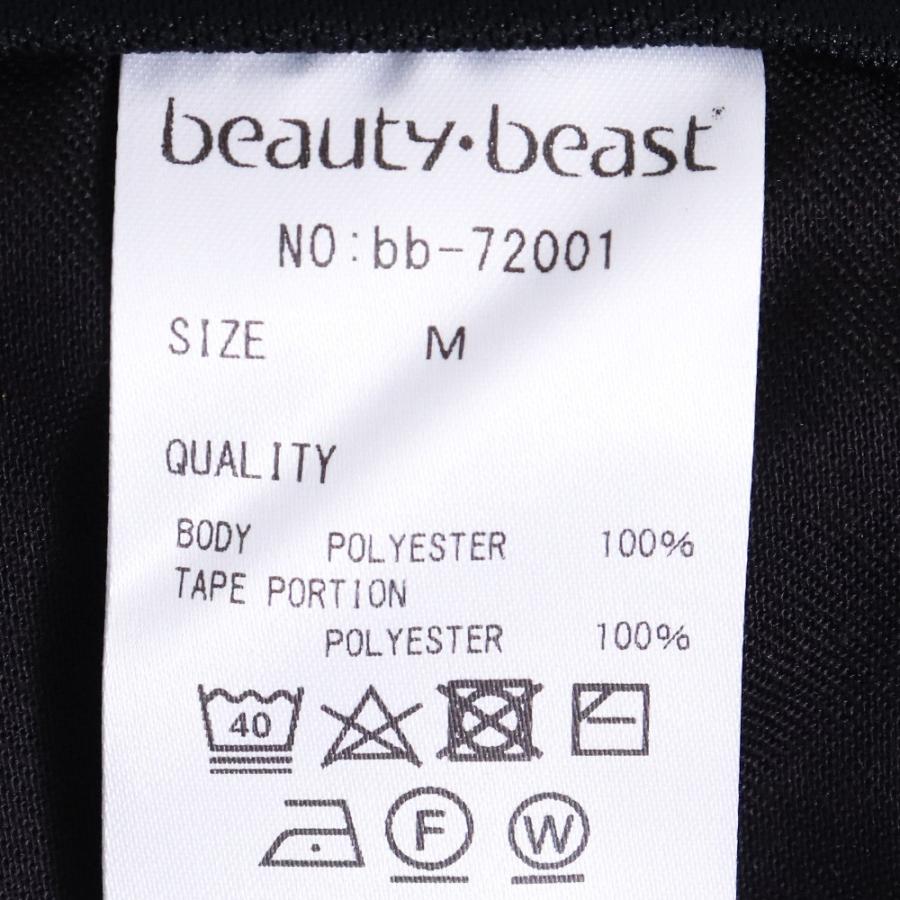 beauty·beast
NO:bb-72001
SIZE M
QUALITY
BODY POLYESTER 100%
TAPE PORTION
POLYESTER 100%
40
F W